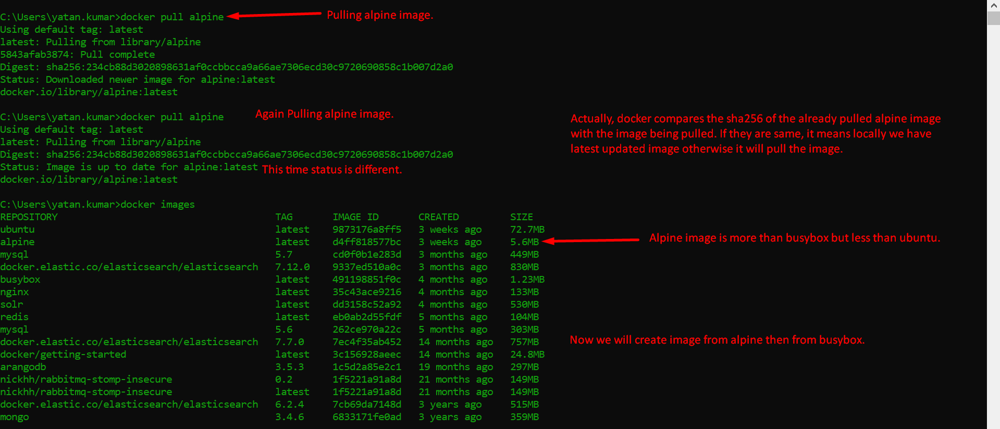 C:\Users\yatan.kumar>docker pull alpine
Pulling alpine image.
Using default tag: latest
latest: Pulling from library/alpine
5843afab3874: Pull complete
Digest: sha256:234cb88d3020898631af0ccbbcca9a66ae7306ecd30c9720690858c1b007d2a0
Status: Downloaded newer image for alpine:latest
docker.io/library/alpine:latest
C:\Users\yatan.kumar>docker pull alpine
Again Pulling alpine image.
Using default tag: latest
latest: Pulling from library/alpine
Digest: sha256:234cb88d3020898631af0ccbbcca9a66ae7306ecd30c9720690858c1b007d2a0
Status: Image is up to date for alpine:latest
This time status is different.
docker.io/library/alpine:latest
Actually, docker compares the sha256 of the already pulled alpine image
with the image being pulled. If they are same, it means locally we have
latest updated image otherwise it will pull the image.
C:\Users\yatan.kumar>docker images
REPOSITORY TAG IMAGE ID CREATED SIZE
ubuntu latest 9873176a8ff5 3 weeks ago 72.7MB
alpine latest d4ff818577bc 3 weeks ago 5.6MB
Alpine image is more than busybox but less than ubuntu.
mysql 5.7 cd0f0b1e283d 3 months ago 449MB
docker.elastic.co/elasticsearch/elasticsearch 7.12.0 9337ed510a0c 3 months ago 830MB
busybox latest 491198851f0c 4 months ago 1.23MB
nginx latest 35c43ace9216 4 months ago 133MB
solr latest dd3158c52a92 4 months ago 530MB
redis latest eb0ab2d55fdf 5 months ago 104MB
mysql 5.6 262ce970a22c 5 months ago 303MB
docker.elastic.co/elasticsearch/elasticsearch 7.7.0 7ec4f35ab452 14 months ago 757MB
Now we will create image from alpine then from busybox.
docker/getting-started latest 3c156928aeec 14 months ago 24.8MB
arangodb 3.5.3 1c5d2a85e2c1 19 months ago 297MB
nickhh/rabbitmq-stomp-insecure 0.2 1f5221a91a8d 21 months ago 149MB
nickhh/rabbitmq-stomp-insecure latest 1f5221a91a8d 21 months ago 149MB
docker.elastic.co/elasticsearch/elasticsearch 6.2.4 7cb69da7148d 3 years ago 515MB
mongo 3.4.6 6833171fe0ad 3 years ago 359MB